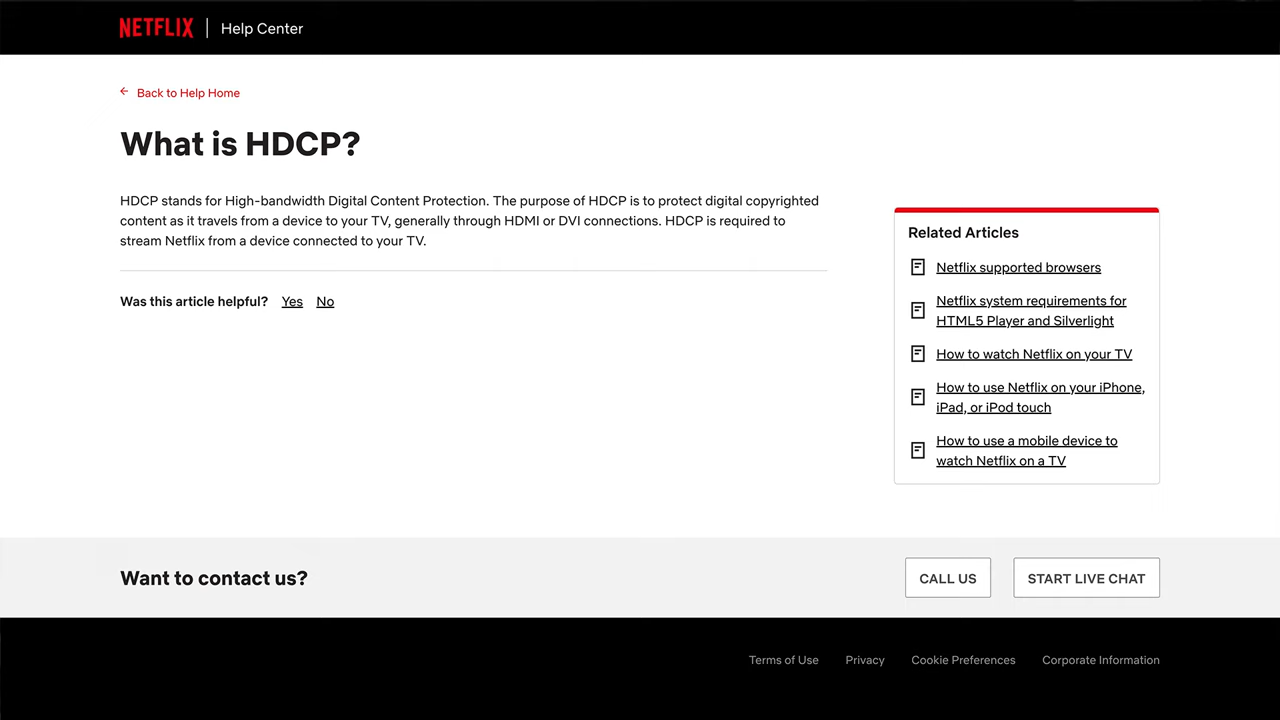 NETFLIX
Help Center
Back to Help Home
What is HDCP?
HDCP stands for High-bandwidth Digital Content Protection. The purpose of HDCP is to protect digital copyrighted
content as it travels from a device to your TV, generally through HDMI or DVI connections. HDCP is required to
stream Netflix from a device connected to your TV.
Was this article helpful? Yes No
Related Articles
Netflix supported browsers
Netflix system requirements for
HTML5 Player and Silverlight
How to watch Netflix on your TV
How to use Netflix on your iPhone,
iPad, or iPod touch
How to use a mobile device to
watch Netflix on a TV
Want to contact us?
CALL US
START LIVE CHAT
Terms of Use
Privacy
Cookie Preferences
Corporate Information